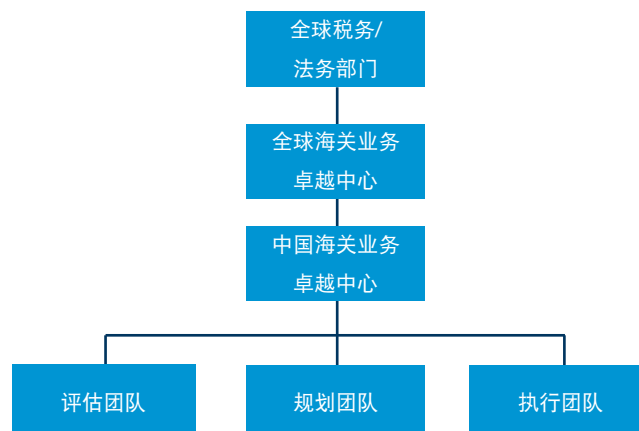 全球税务/
法务部门
全球海关业务
卓越中心
中国海关业务
卓越中心
评估团队
规划团队
执行团队